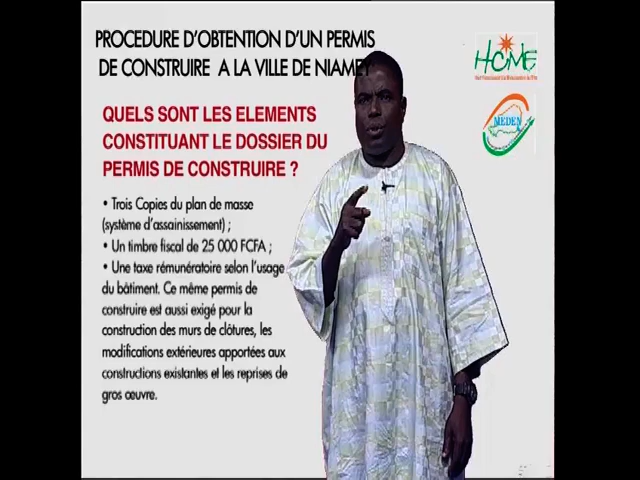 PROCEDURE D'OBTENTION D'UN PERMIS
DE CONSTRUIRE A LA VILLE DE NIAMEY
QUELS SONT LES ELEMENTS
CONSTITUANT LE DOSSIER DU
PERMIS DE CONSTRUIRE ?
• Trois Copies du plan de masse
(système d'assainissement) ;
• Un timbre fiscal de 25 000 FCFA ;
• Une taxe rémunératoire selon l'usage
du bâtiment. Ce même permis de
construire est aussi exigé pour la
construction des murs de clôtures, les
modifications extérieures apportées aux
constructions existantes et les reprises de
gros œuvre.
HCME
MEDEN